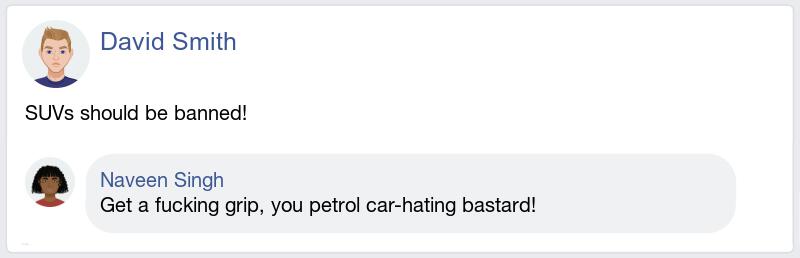 David Smith
SUVs should be banned!
Naveen Singh
Get a fucking grip, you petrol car-hating bastard!